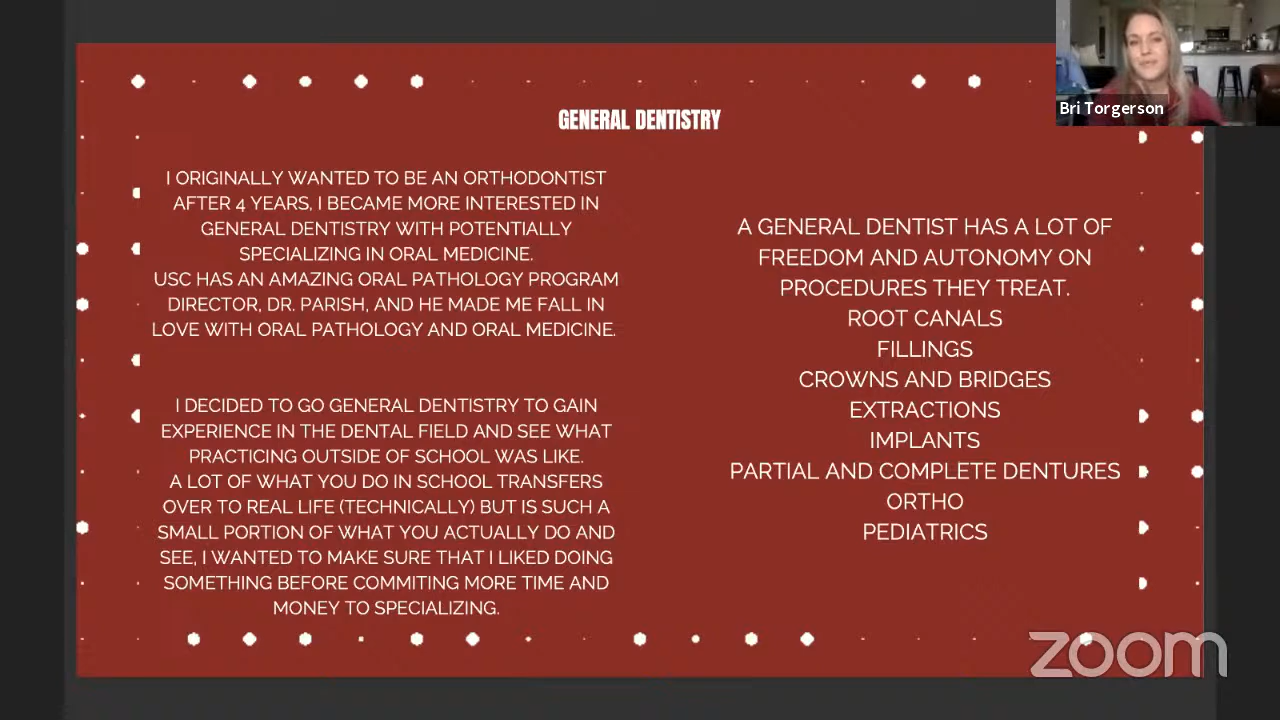 Bri Torgerson
GENERAL DENTISTRY
I ORIGINALLY WANTED TO BE AN ORTHODONTIST
AFTER 4 YEARS, I BECAME MORE INTERESTED IN
GENERAL DENTISTRY WITH POTENTIALLY
SPECIALIZING IN ORAL MEDICINE.
USC HAS AN AMAZING ORAL PATHOLOGY PROGRAM
DIRECTOR, DR. PARISH, AND HE MADE ME FALL IN
LOVE WITH ORAL PATHOLOGY AND ORAL MEDICINE.
I DECIDED TO GO GENERAL DENTISTRY TO GAIN
EXPERIENCE IN THE DENTAL FIELD AND SEE WHAT
PRACTICING OUTSIDE OF SCHOOL WAS LIKE.
A LOT OF WHAT YOU DO IN SCHOOL TRANSFERS
OVER TO REAL LIFE (TECHNICALLY) BUT IS SUCH A
SMALL PORTION OF WHAT YOU ACTUALLY DO AND
SEE, I WANTED TO MAKE SURE THAT I LIKED DOING
SOMETHING BEFORE COMMITING MORE TIME AND
MONEY TO SPECIALIZING.
A GENERAL DENTIST HAS A LOT OF
FREEDOM AND AUTONOMY ON
PROCEDURES THEY TREAT.
ROOT CANALS
FILLINGS
CROWNS AND BRIDGES
EXTRACTIONS
IMPLANTS
PARTIAL AND COMPLETE DENTURES
ORTHO
PEDIATRICS
zoom